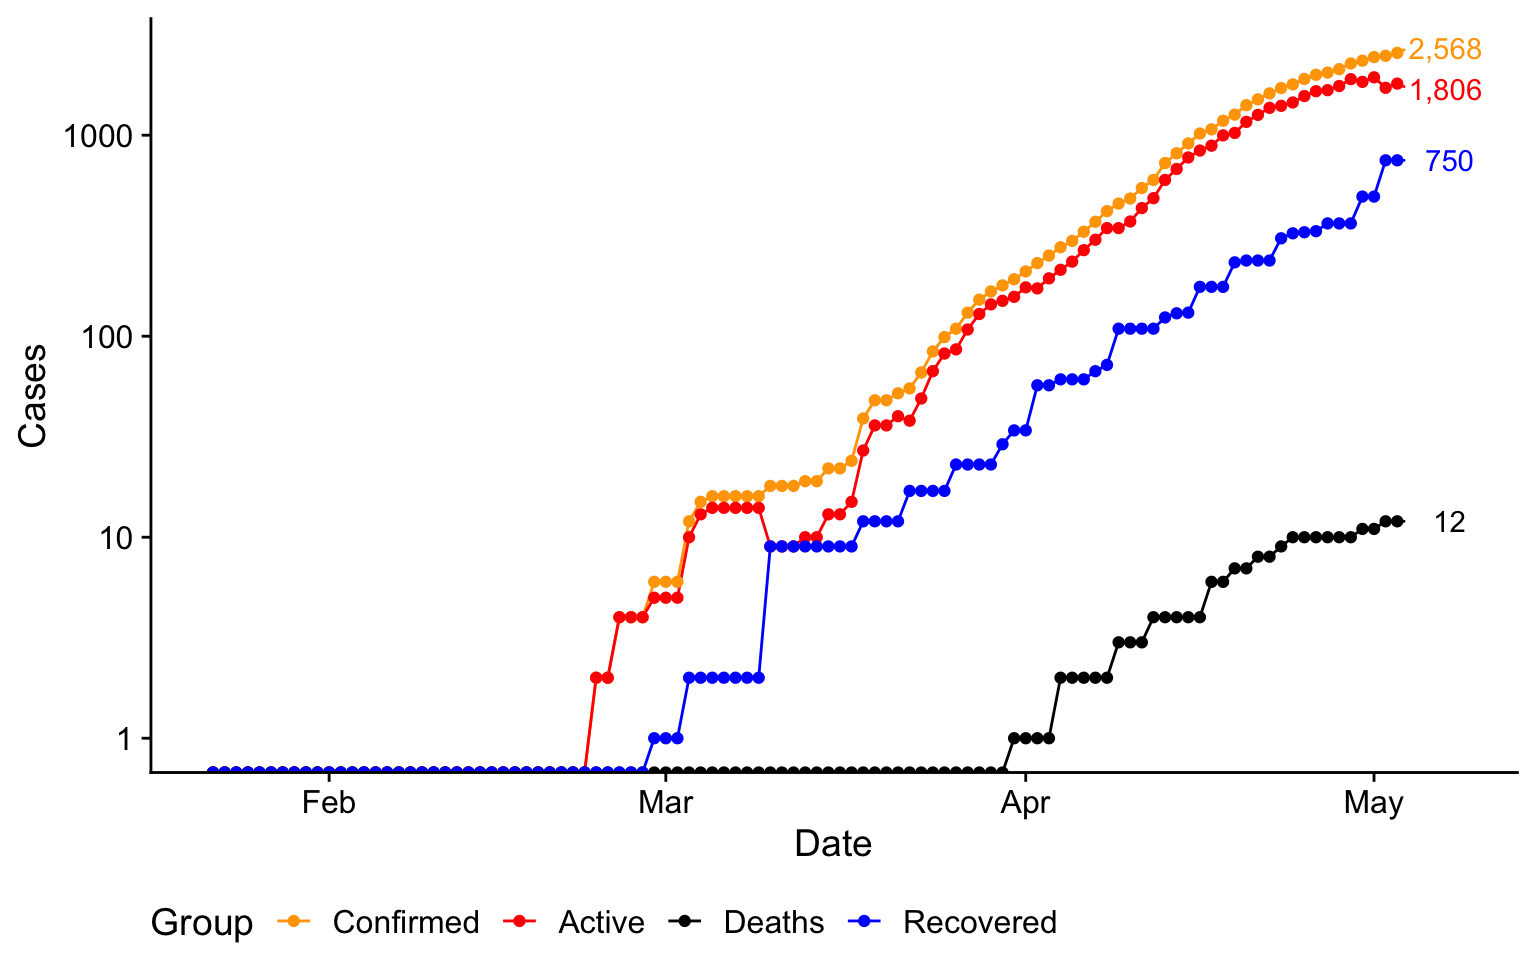 2,568
1,806
1000
750
100
Cases
10
12
1
Feb Mar Apr May
Date
Group Confirmed Active Deaths Recovered